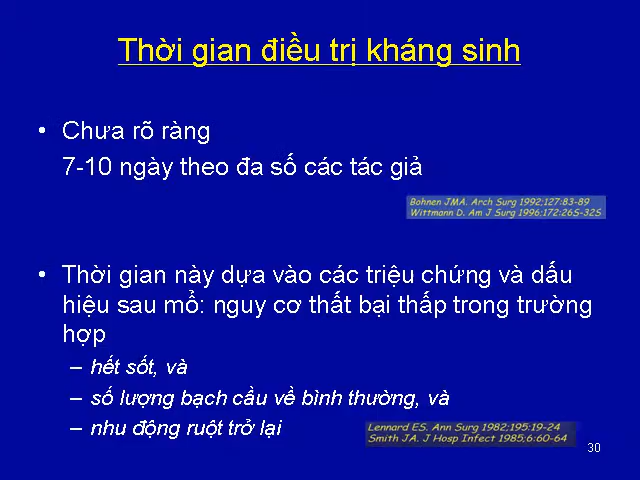 Thời gian điều trị kháng sinh
• Chưa rõ ràng
7-10 ngày theo đa số các tác giả
Bohnen JMA. Arch Surg 1992;127:83-89
Wittmann D. Am J Surg 1996;172:26S-32S
• Thời gian này dựa vào các triệu chứng và dấu
hiệu sau mổ: nguy cơ thất bại thấp trong trường
hợp
– hết sốt, và
– số lượng bạch cầu về bình thường, và
– nhu động ruột trở lại
Lennard ES. Ann Surg 1982;195:19-24
Smith JA. J Hosp Infect 1985;6:60-64
30